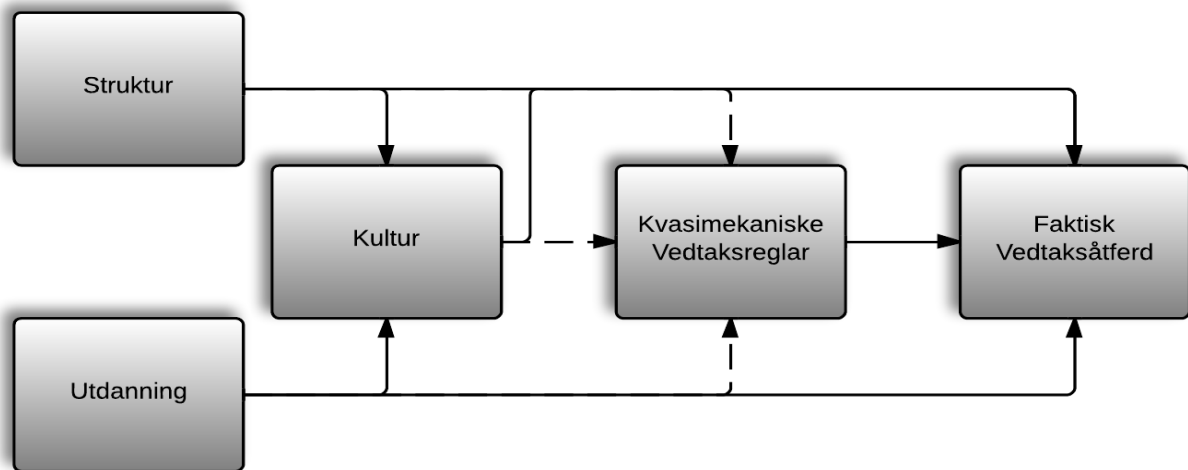 Struktur
Kultur
Kvasimekaniske
Vedtaksreglar
Faktisk
Vedtaksåtferd
Utdanning